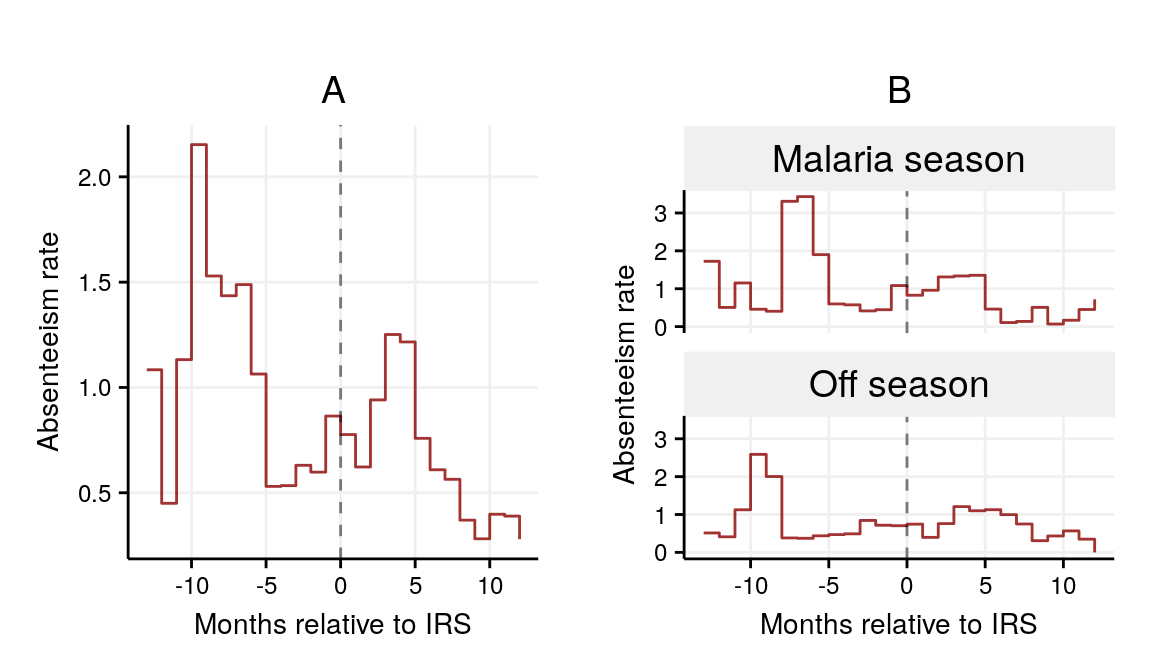 A
Absenteeism rate
2.0
1.5
1.0
0.5
-10 -5 0 5 10
Months relative to IRS
B
Absenteeism rate
Malaria season
3
2
1
0
Off season
3
2
1
0
-10 -5 0 5 10
Months relative to IRS